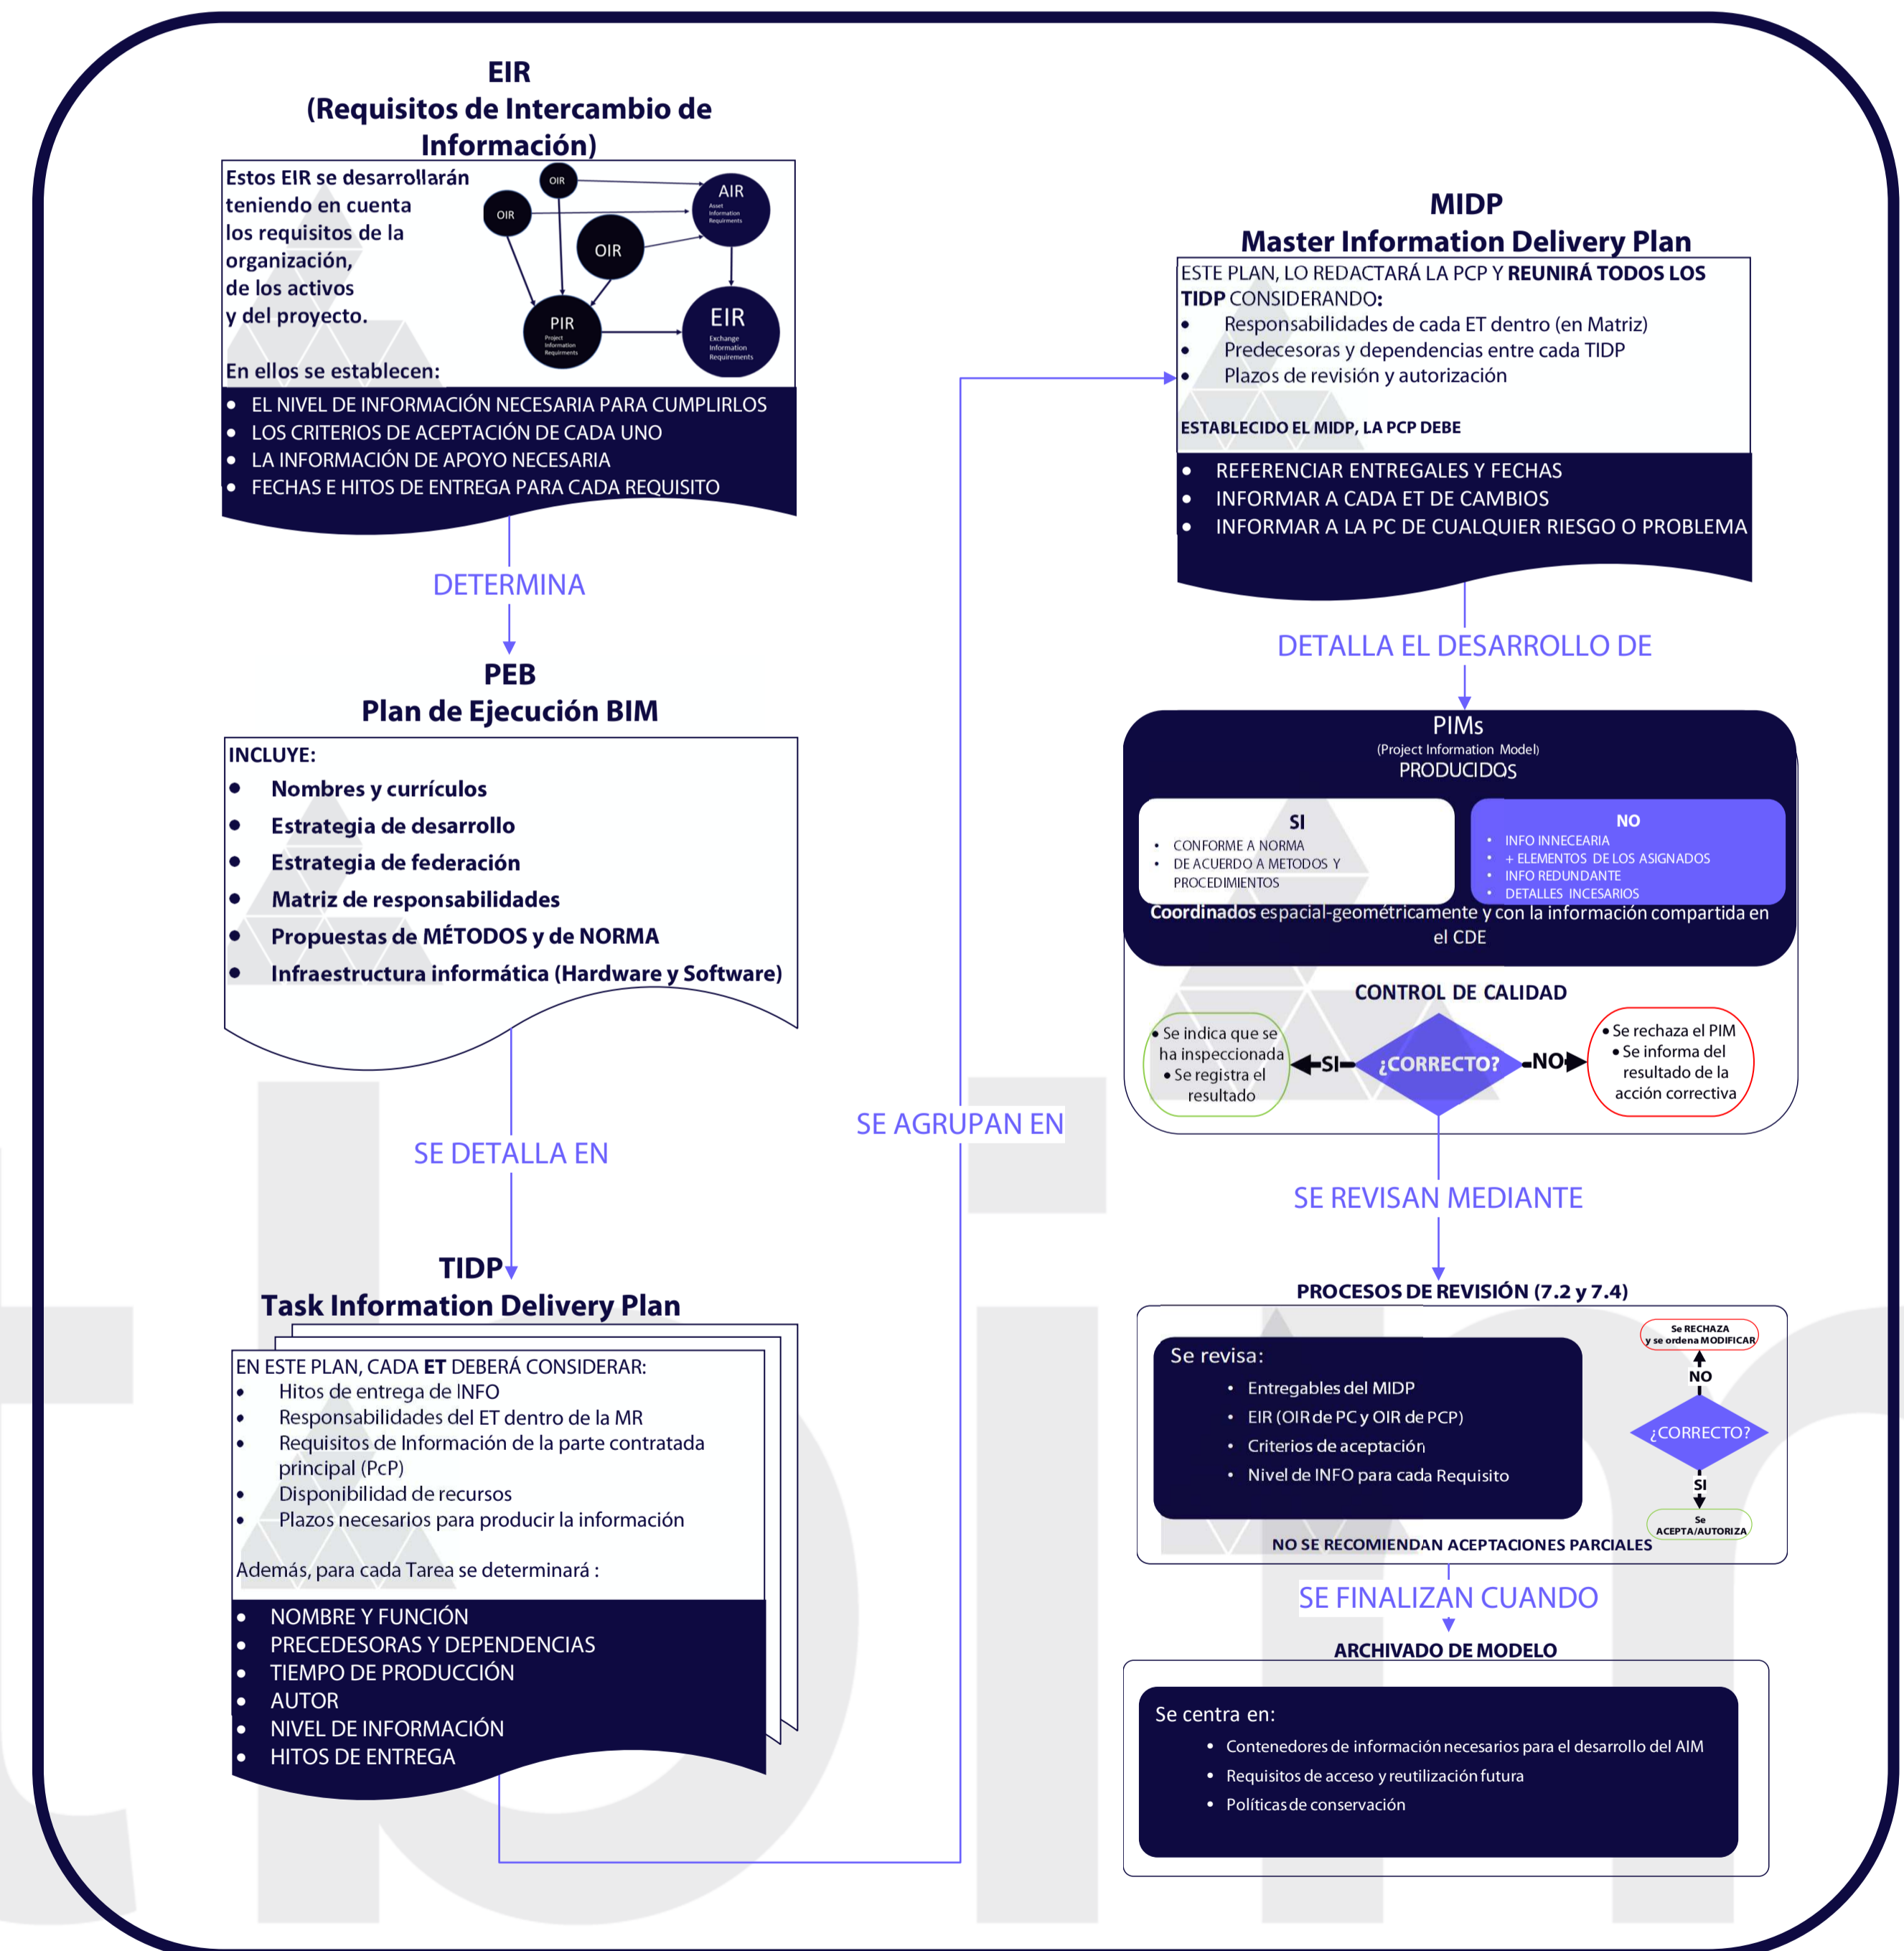 EIR
(Requisitos de Intercambio de
Información)
Estos EIR se desarrollarán
teniendo en cuenta
los requisitos de la
organización,
de los activos
y del proyecto.
En ellos se establecen:
OIR
OIR
OIR
AIR
Asset
Information
Requirments
PIR
Project
Information
Requirments
EIR
Exchange
Information
Requirements
• EL NIVEL DE INFORMACIÓN NECESARIA PARA CUMPLIRLOS
• LOS CRITERIOS DE ACEPTACIÓN DE CADA UNO
• LA INFORMACIÓN DE APOYO NECESARIA
• FECHAS E HITOS DE ENTREGA PARA CADA REQUISITO
DETERMINA
PEB
Plan de Ejecución BIM
INCLUYE:
• Nombres y currículos
• Estrategia de desarrollo
• Estrategia de federación
• Matriz de responsabilidades
• Propuestas de MÉTODOS y de NORMA
• Infraestructura informática (Hardware y Software)
SE DETALLA EN
TIDP
Task Information Delivery Plan
EN ESTE PLAN, CADA ET DEBERÁ CONSIDERAR:
• Hitos de entrega de INFO
• Responsabilidades del ET dentro de la MR
• Requisitos de Información de la parte contratada
principal (PcP)
• Disponibilidad de recursos
• Plazos necesarios para producir la información
Además, para cada Tarea se determinará :
• NOMBRE Y FUNCIÓN
• PRECEDESORAS Y DEPENDENCIAS
• TIEMPO DE PRODUCCIÓN
• AUTOR
• NIVEL DE INFORMACIÓN
• HITOS DE ENTREGA
SE AGRUPAN EN
MIDP
Master Information Delivery Plan
ESTE PLAN, LO REDACTARÁ LA PCP Y REUNIRÁ TODOS LOS
TIDP CONSIDERANDO:
• Responsabilidades de cada ET dentro (en Matriz)
• Predecesoras y dependencias entre cada TIDP
• Plazos de revisión y autorización
ESTABLECIDO EL MIDP, LA PCP DEBE
• REFERENCIAR ENTREGALES Y FECHAS
• INFORMAR A CADA ET DE CAMBIOS
• INFORMAR A LA PC DE CUALQUIER RIESGO O PROBLEMA
DETALLA EL DESARROLLO DE
PIMs
(Project Information Model)
PRODUCIDOS
SI
• CONFORME A NORMA
• DE ACUERDO A METODOS Y
PROCEDIMIENTOS
NO
• INFO INNECEARIA
• + ELEMENTOS DE LOS ASIGNADOS
• INFO REDUNDANTE
• DETALLES INCESARIOS
Coordinados espacial-geométricamente y con la información compartida en
el CDE
CONTROL DE CALIDAD
• Se indica que se
ha inspeccionada
• Se registra el
resultado
SI
¿CORRECTO?
NO
• Se rechaza el PIM
• Se informa del
resultado de la
acción correctiva
SE REVISAN MEDIANTE
PROCESOS DE REVISIÓN (7.2 y 7.4)
Se revisa:
• Entregables del MIDP
• EIR (OIR de PC y OIR de PCP)
• Criterios de aceptación
• Nivel de INFO para cada Requisito
Se RECHAZA
y se ordena MODIFICAR
NO
¿CORRECTO?
SI
Se
ACEPTA/AUTORIZA
NO SE RECOMIENDAN ACEPTACIONES PARCIALES
SE FINALIZAN CUANDO
ARCHIVADO DE MODELO
Se centra en:
• Contenedores de información necesarios para el desarrollo del AIM
• Requisitos de acceso y reutilización futura
• Políticas de conservación
tbim